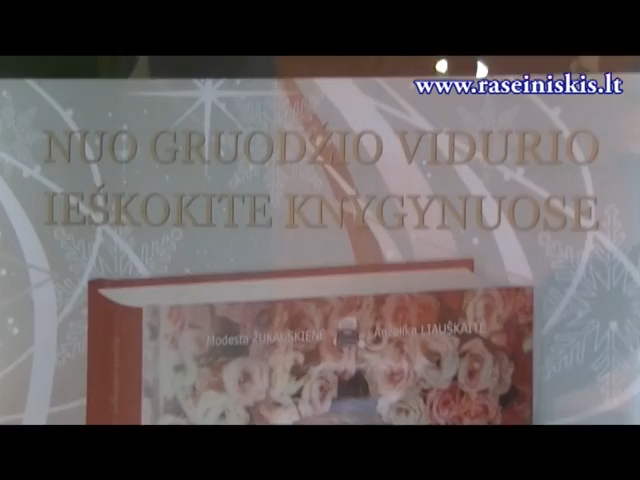 www.raseiniskis.lt
NUO GRUODŽIO VIDURIO
IEŠKOKITE KNYGYNUOSE
Modesta ŽUKAUSKIENĖ Anželika LIAUŠKAITĖ